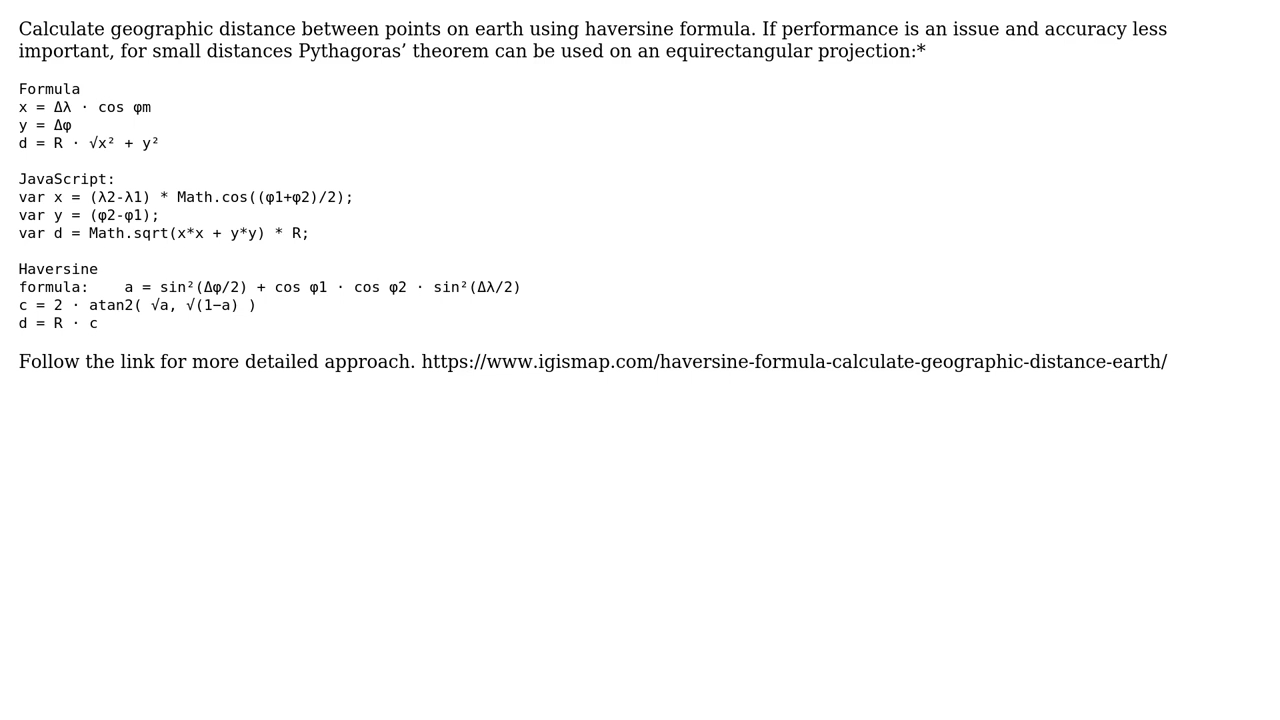 Calculate geographic distance between points on earth using haversine formula. If performance is an issue and accuracy less
important, for small distances Pythagoras’ theorem can be used on an equirectangular projection:*
Formula
x = Δλ · cos φm
y = Δφ
d = R · √x² + y²
JavaScript:
var x = (λ2-λ1) * Math.cos((φ1+φ2)/2);
var y = (φ2-φ1);
var d = Math.sqrt(x*x + y*y) * R;
Haversine
formula:    a = sin²(Δφ/2) + cos φ1 · cos φ2 · sin²(Δλ/2)
c = 2 · atan2( √a, √(1−a) )
d = R · c
Follow the link for more detailed approach. https://www.igismap.com/haversine-formula-calculate-geographic-distance-earth/